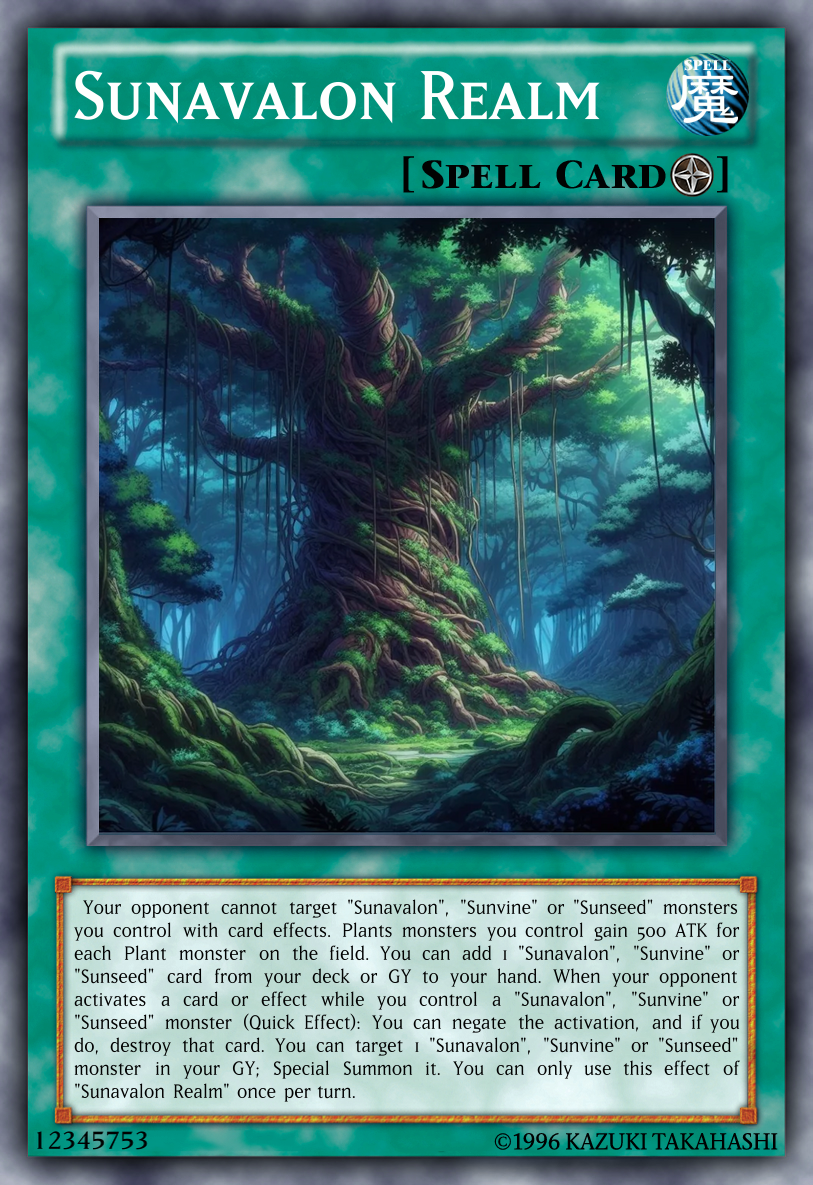 Sunavalon Realm
SPELL
魔
[Spell Card]
Your opponent cannot target "Sunavalon", "Sunvine" or "Sunseed" monsters
you control with card effects. Plants monsters you control gain 500 ATK for
each Plant monster on the field. You can add 1 "Sunavalon", "Sunvine" or
"Sunseed" card from your deck or GY to your hand. When your opponent
activates a card or effect while you control a "Sunavalon", "Sunvine" or
"Sunseed" monster (Quick Effect): You can negate the activation, and if you
do, destroy that card. You can target 1 "Sunavalon", "Sunvine" or "Sunseed"
monster in your GY; Special Summon it. You can only use this effect of
"Sunavalon Realm" once per turn.
12345753
©1996 KAZUKI TAKAHASHI